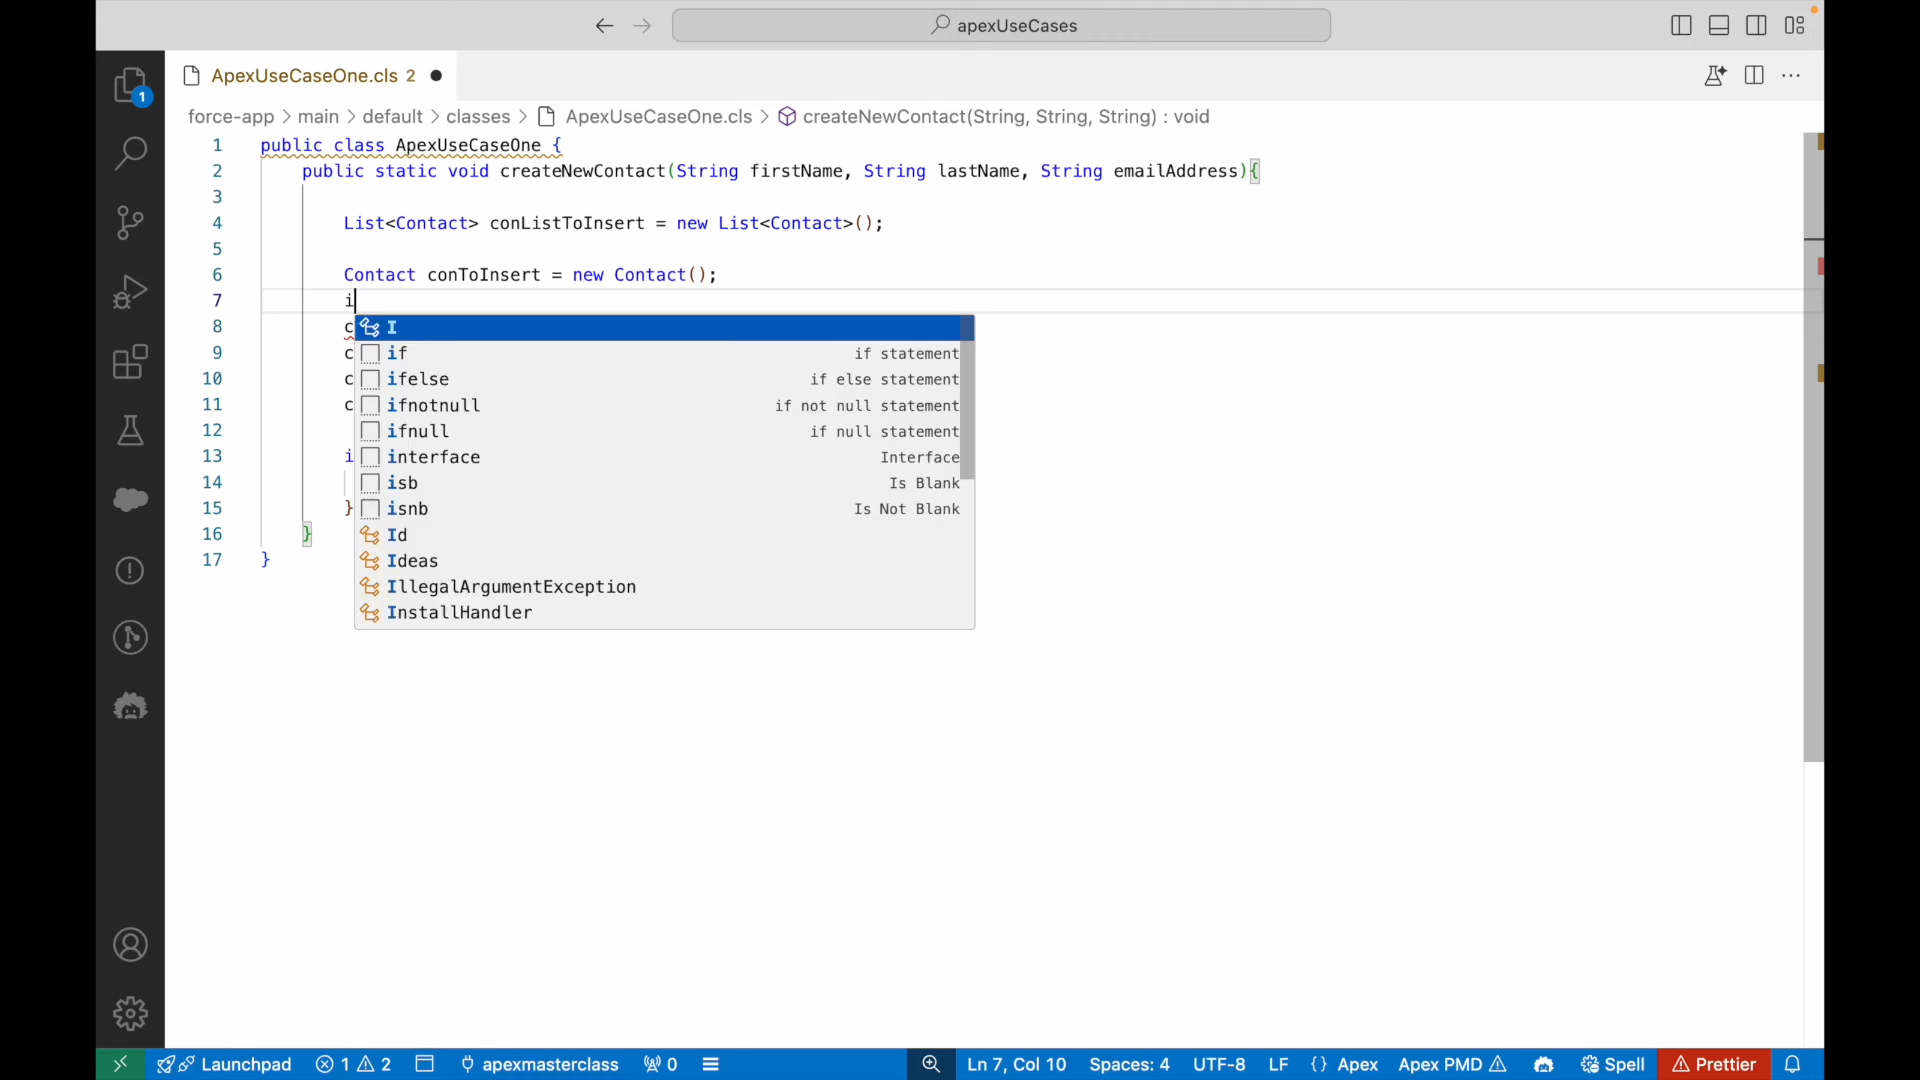 apexUseCases
ApexUseCaseOne.cls 2
1
force-app > main > default > classes > ApexUseCaseOne.cls > createNewContact(String, String, String) : void
1 public class ApexUseCaseOne {
2 public static void createNewContact(String firstName, String lastName, String emailAddress){
3
4 List<Contact> conListToInsert = new List<Contact>();
5
6 Contact conToInsert = new Contact();
7 i
8 c I
9 c if if statement
10 c ifelse if else statement
11 c ifnotnull if not null statement
12 ifnull if null statement
13 i interface Interface
14 isb Is Blank
15 } isnb Is Not Blank
16 } Id
17 } Ideas
IllegalArgumentException
InstallHandler
Launchpad 1 2 apexmasterclass 0 Ln 7, Col 10 Spaces: 4 UTF-8 LF {} Apex Apex PMD Spell Prettier